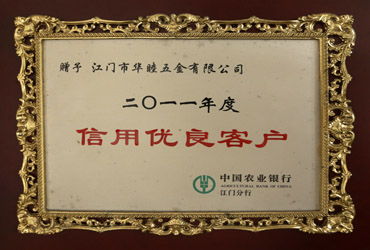 赠予 江门市华睦五金有限公司
二〇一一年度
信用优良客户
中国农业银行
AGRICULTURAL BANK OF CHINA
江门分行